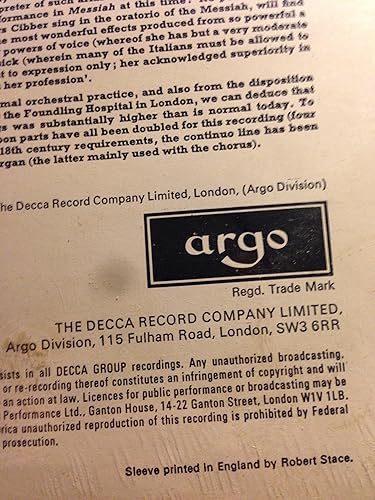 rpreter of such
formance in Messiah at this time:
rs Cibber sing in the oratorio of the Messiah, will find
e most wonderful effects produced from so powerful a
powers of voice (whereof she has but a very moderate
ick (wherein many of the Italians must be allowed to
t to expression only; her acknowledged superiority in
her profession'.
mal orchestral practice, and also from the disposition
the Foundling Hospital in London, we can deduce that
ts was substantially higher than is normal today. To
on parts have all been doubled for this recording (four
18th century requirements, the continuo line has been
rgan (the latter mainly used with the chorus).
The Decca Record Company Limited, London, (Argo Division)
argo
Regd. Trade Mark
THE DECCA RECORD COMPANY LIMITED,
Argo Division, 115 Fulham Road, London, SW3 6RR
sists in all DECCA GROUP recordings. Any unauthorized broadcasting,
or re-recording thereof constitutes an infringement of copyright and will
an action at law. Licences for public performance or broadcasting may be
Performance Ltd., Ganton House, 14-22 Ganton Street, London W1V 1LB.
erica unauthorized reproduction of this recording is prohibited by Federal
prosecution.
Sleeve printed in England by Robert Stace.